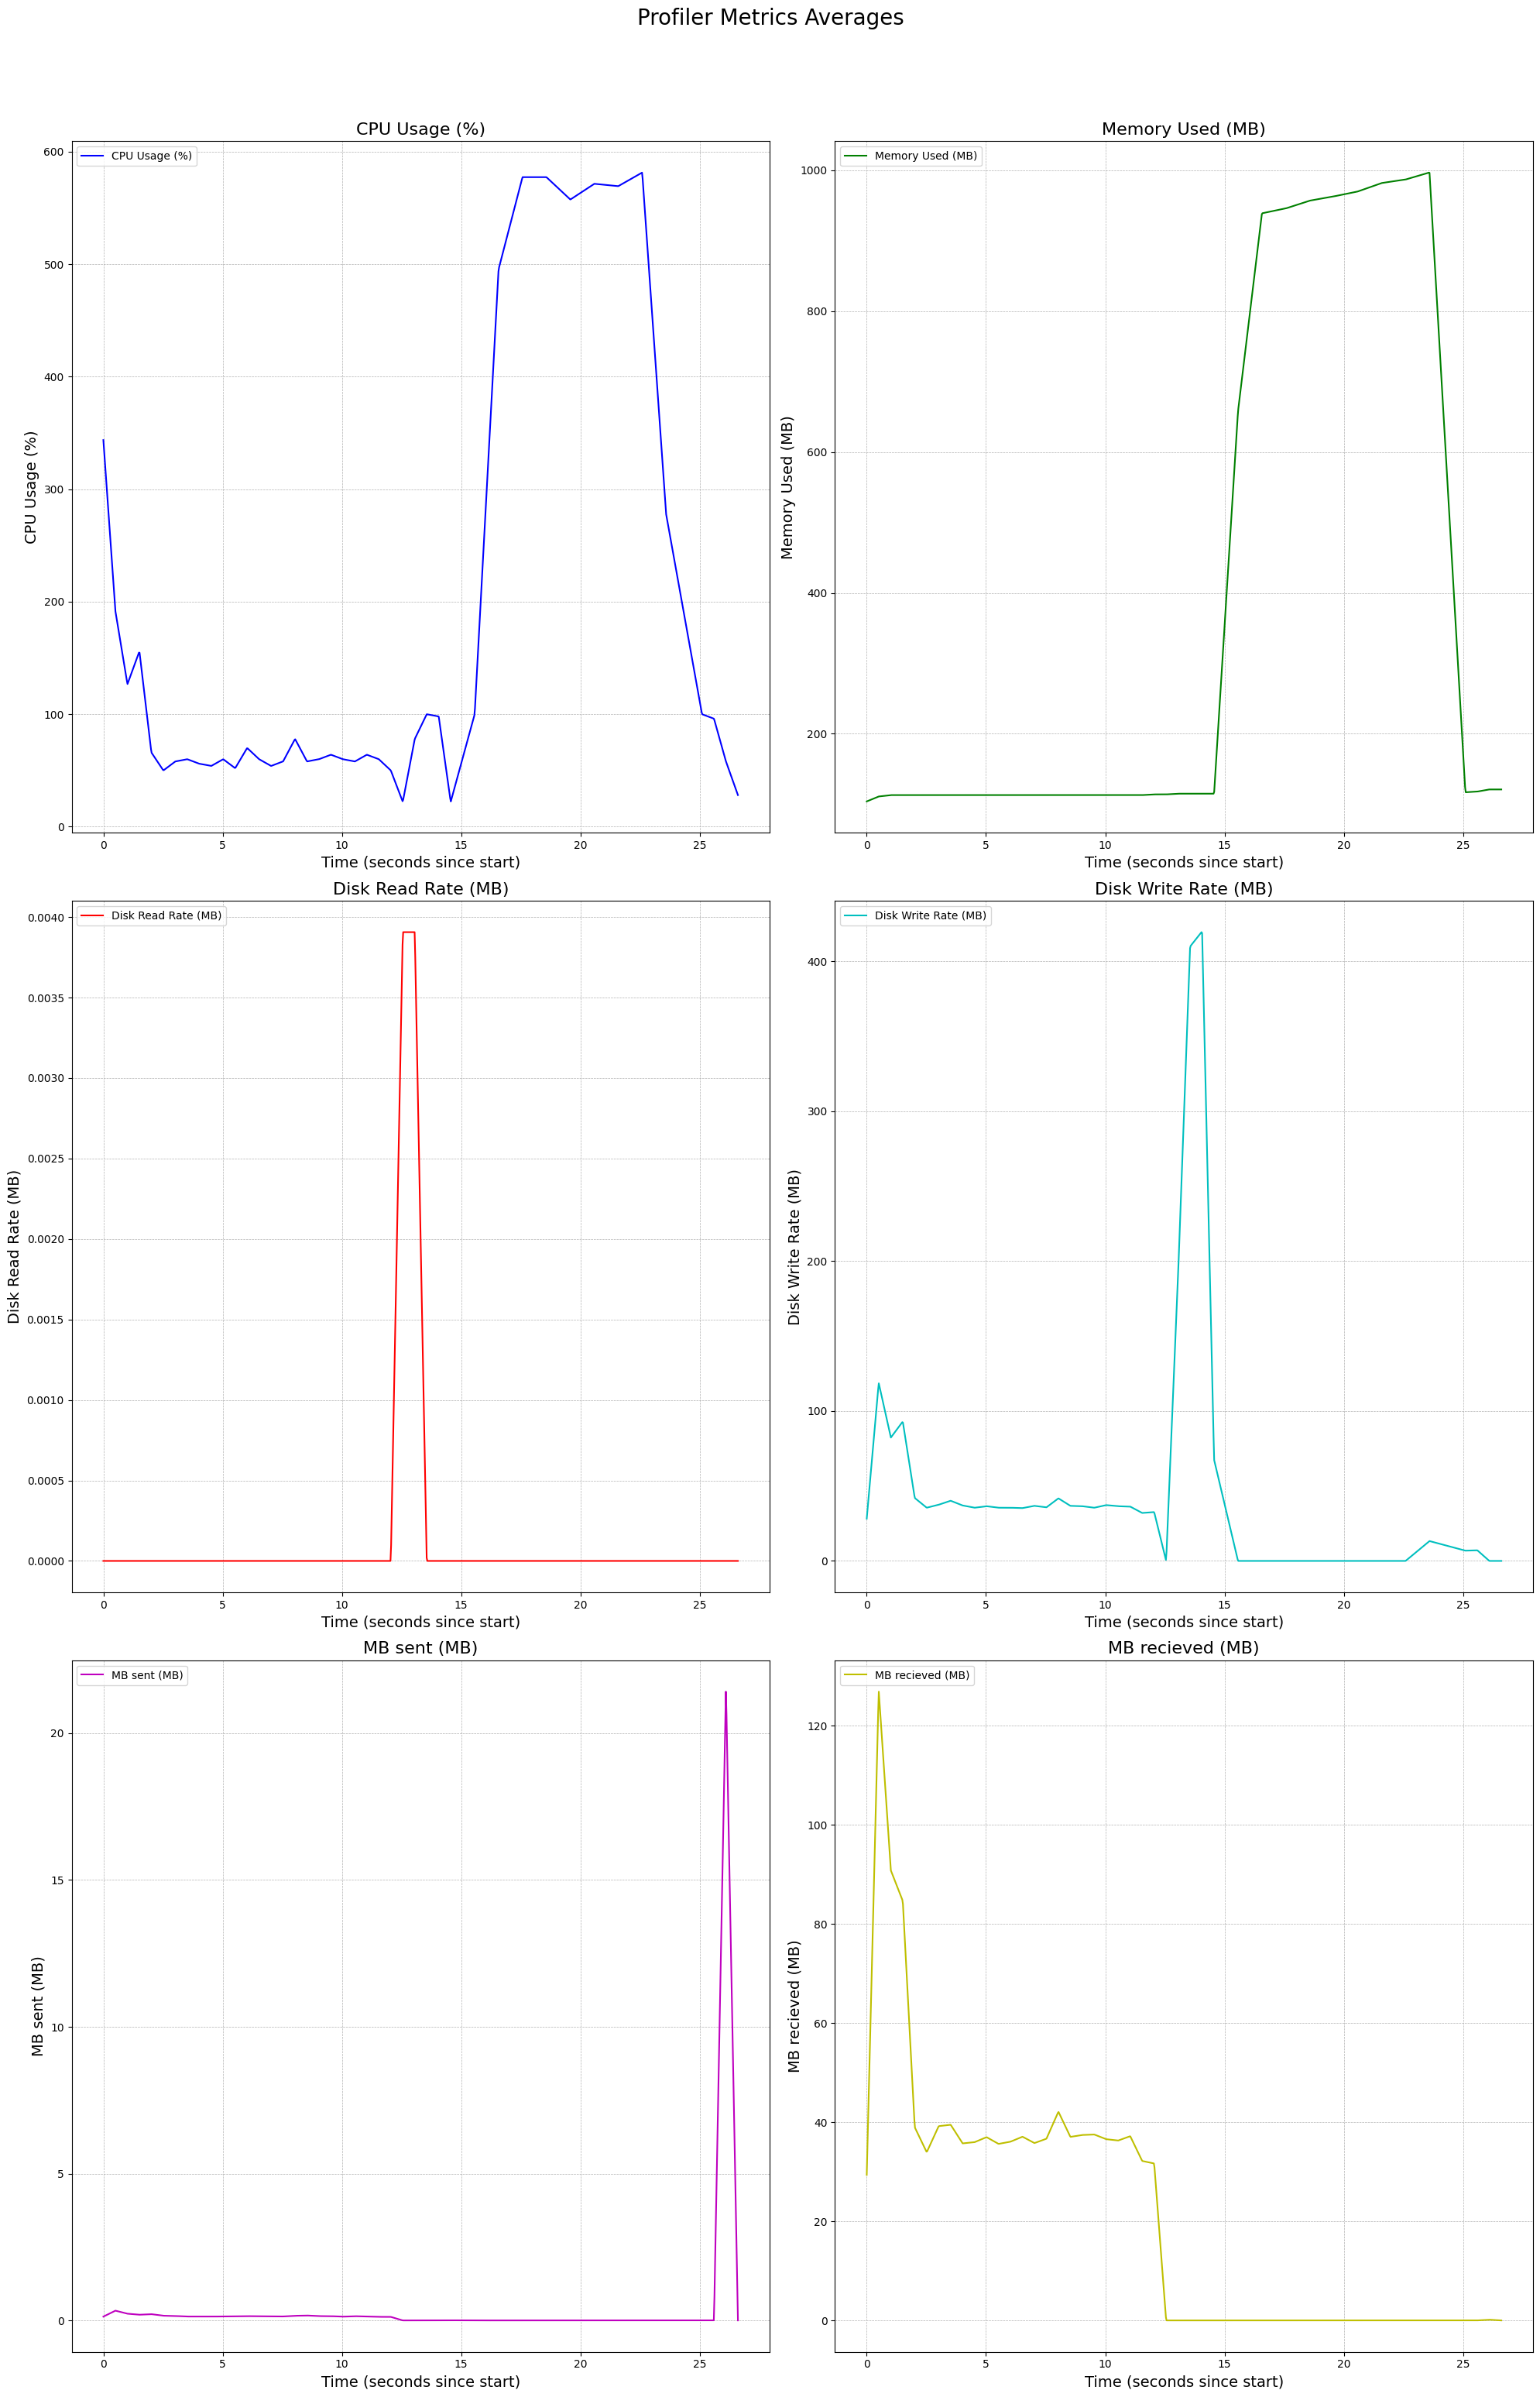 Profiler Metrics Averages
CPU Usage (%)
CPU Usage (%)
600
500
400
300
200
100
0
CPU Usage (%)
0 5 10 15 20 25
Time (seconds since start)
Memory Used (MB)
Memory Used (MB)
1000
800
600
400
200
Memory Used (MB)
0 5 10 15 20 25
Time (seconds since start)
Disk Read Rate (MB)
Disk Read Rate (MB)
0.0040
0.0035
0.0030
0.0025
0.0020
0.0015
0.0010
0.0005
0.0000
Disk Read Rate (MB)
0 5 10 15 20 25
Time (seconds since start)
Disk Write Rate (MB)
Disk Write Rate (MB)
400
300
200
100
0
Disk Write Rate (MB)
0 5 10 15 20 25
Time (seconds since start)
MB sent (MB)
MB sent (MB)
20
15
10
5
0
MB sent (MB)
0 5 10 15 20 25
Time (seconds since start)
MB recieved (MB)
MB recieved (MB)
120
100
80
60
40
20
0
MB recieved (MB)
0 5 10 15 20 25
Time (seconds since start)